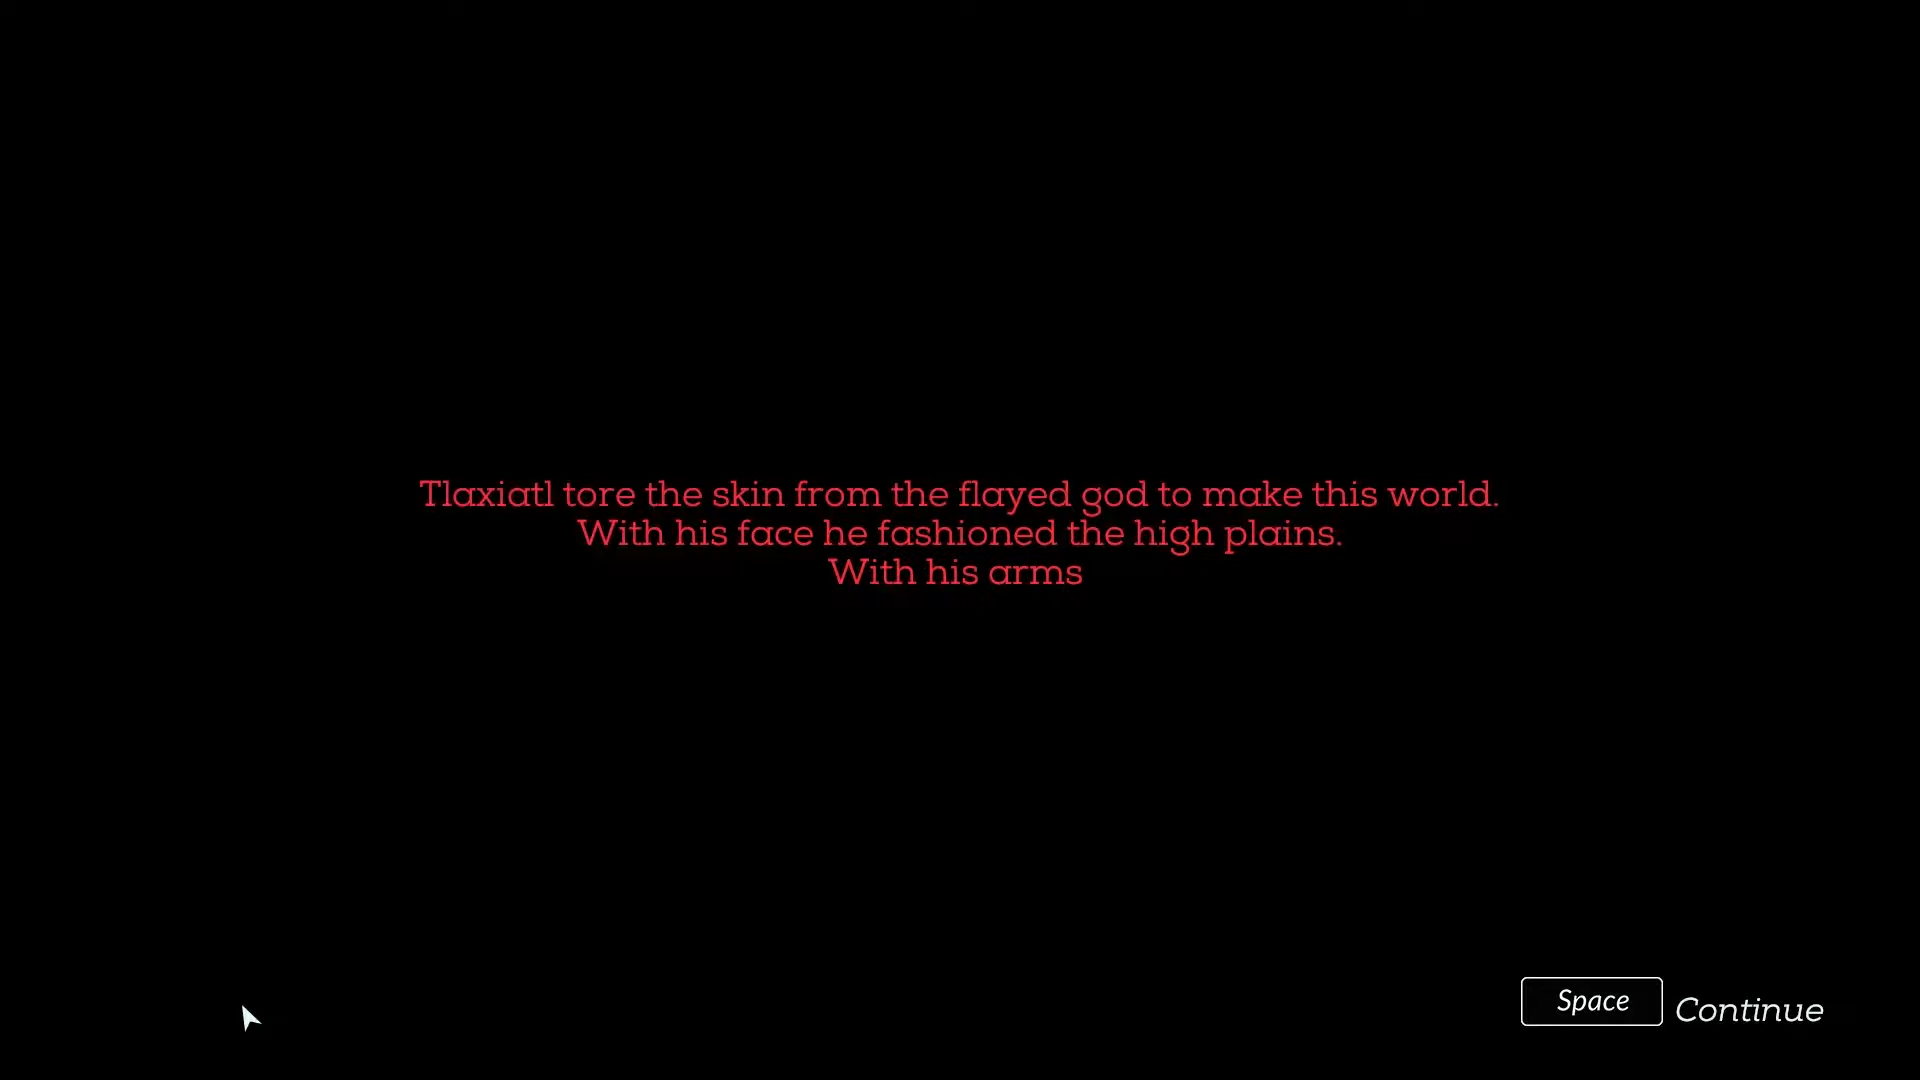 Tlaxiatl tore the skin from the flayed god to make this world.
With his face he fashioned the high plains.
With his arms
Space
Continue